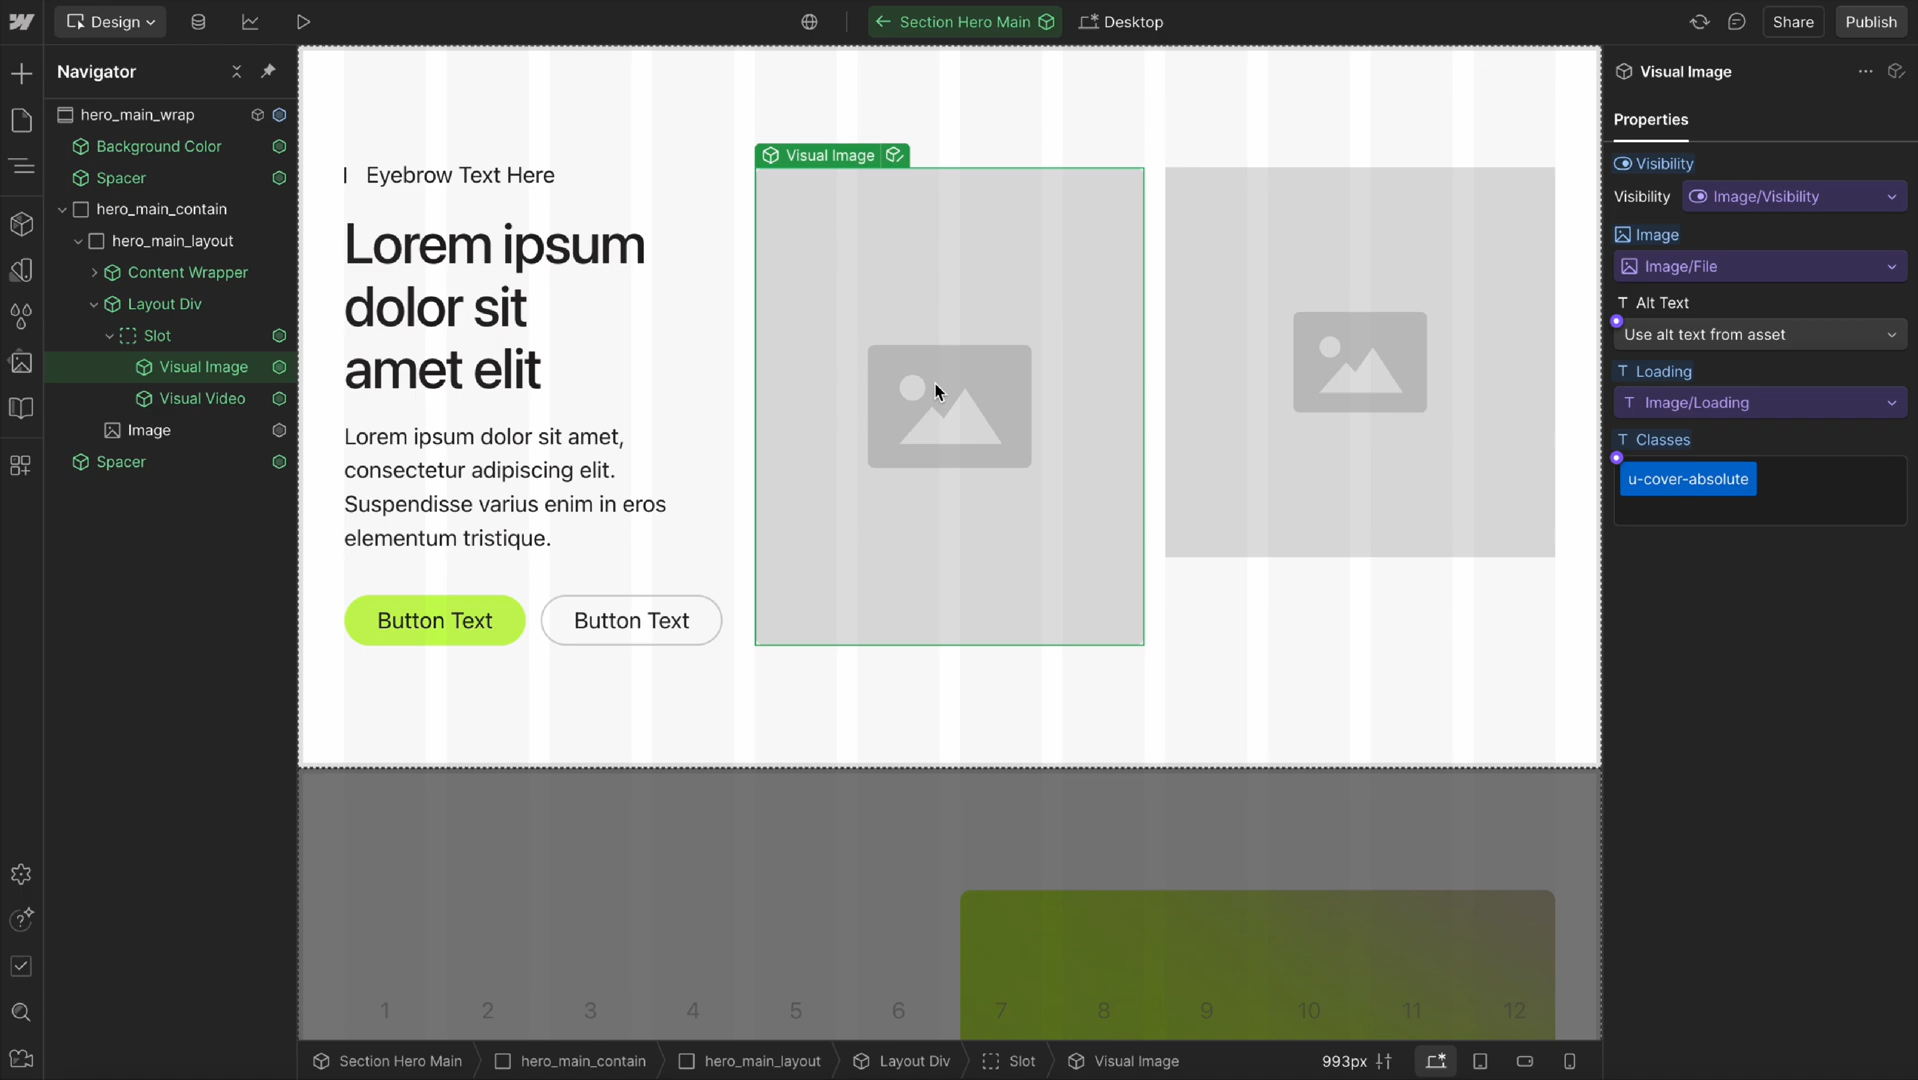 Design
Section Hero Main
Desktop
Share
Publish
Navigator
hero_main_wrap
Background Color
Spacer
hero_main_contain
hero_main_layout
Content Wrapper
Layout Div
Slot
Visual Image
Visual Video
Image
Spacer
Visual Image
Eyebrow Text Here
Lorem ipsum
dolor sit
amet elit
Lorem ipsum dolor sit amet,
consectetur adipiscing elit.
Suspendisse varius enim in eros
elementum tristique.
Button Text
Button Text
1 2 3 4 5 6 7 8 9 10 11 12
Visual Image
Properties
Visibility
Visibility
Image/Visibility
Image
Image/File
Alt Text
Use alt text from asset
Loading
Image/Loading
Classes
u-cover-absolute
Section Hero Main
hero_main_contain
hero_main_layout
Layout Div
Slot
Visual Image
993px